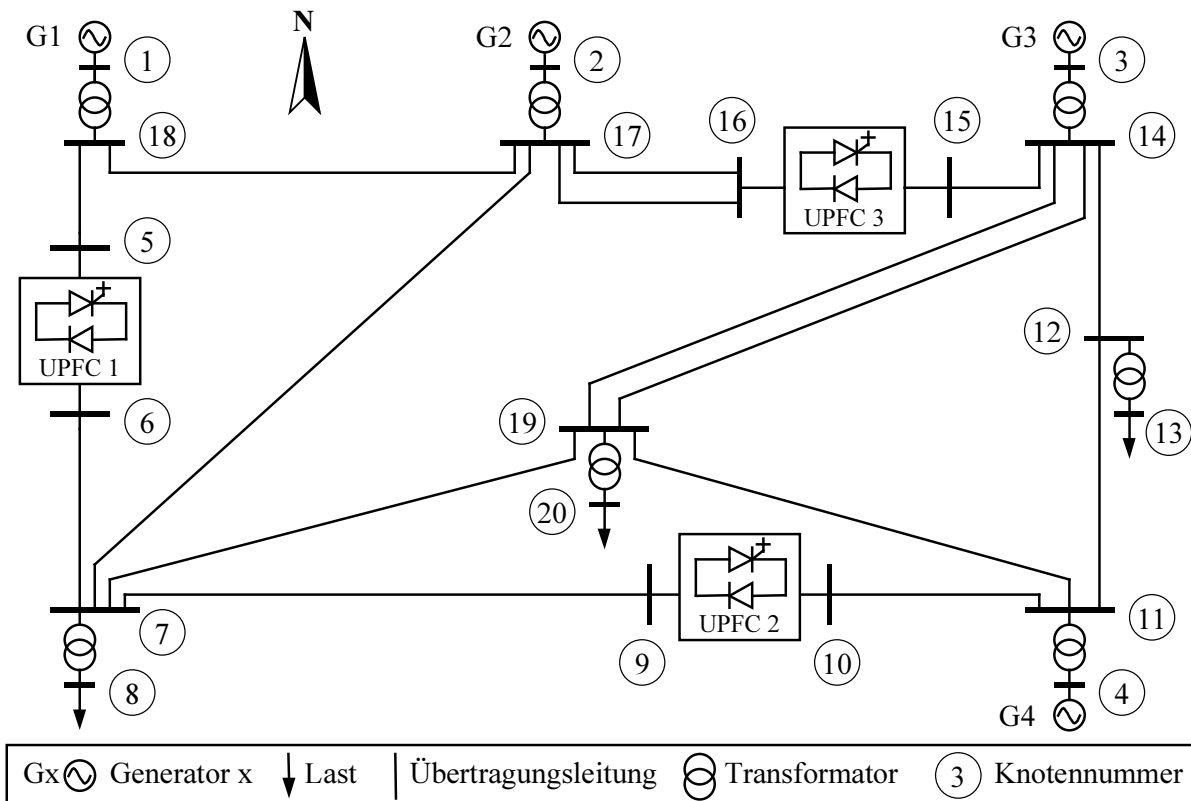 N
G1
1
G2
2
G3
3
18
17
16
15
14
UPFC 3
5
UPFC 1
6
12
13
19
20
7
8
UPFC 2
9
10
11
4
G4
Gx Generator x Last Übertragungsleitung Transformator 3 Knotennummer